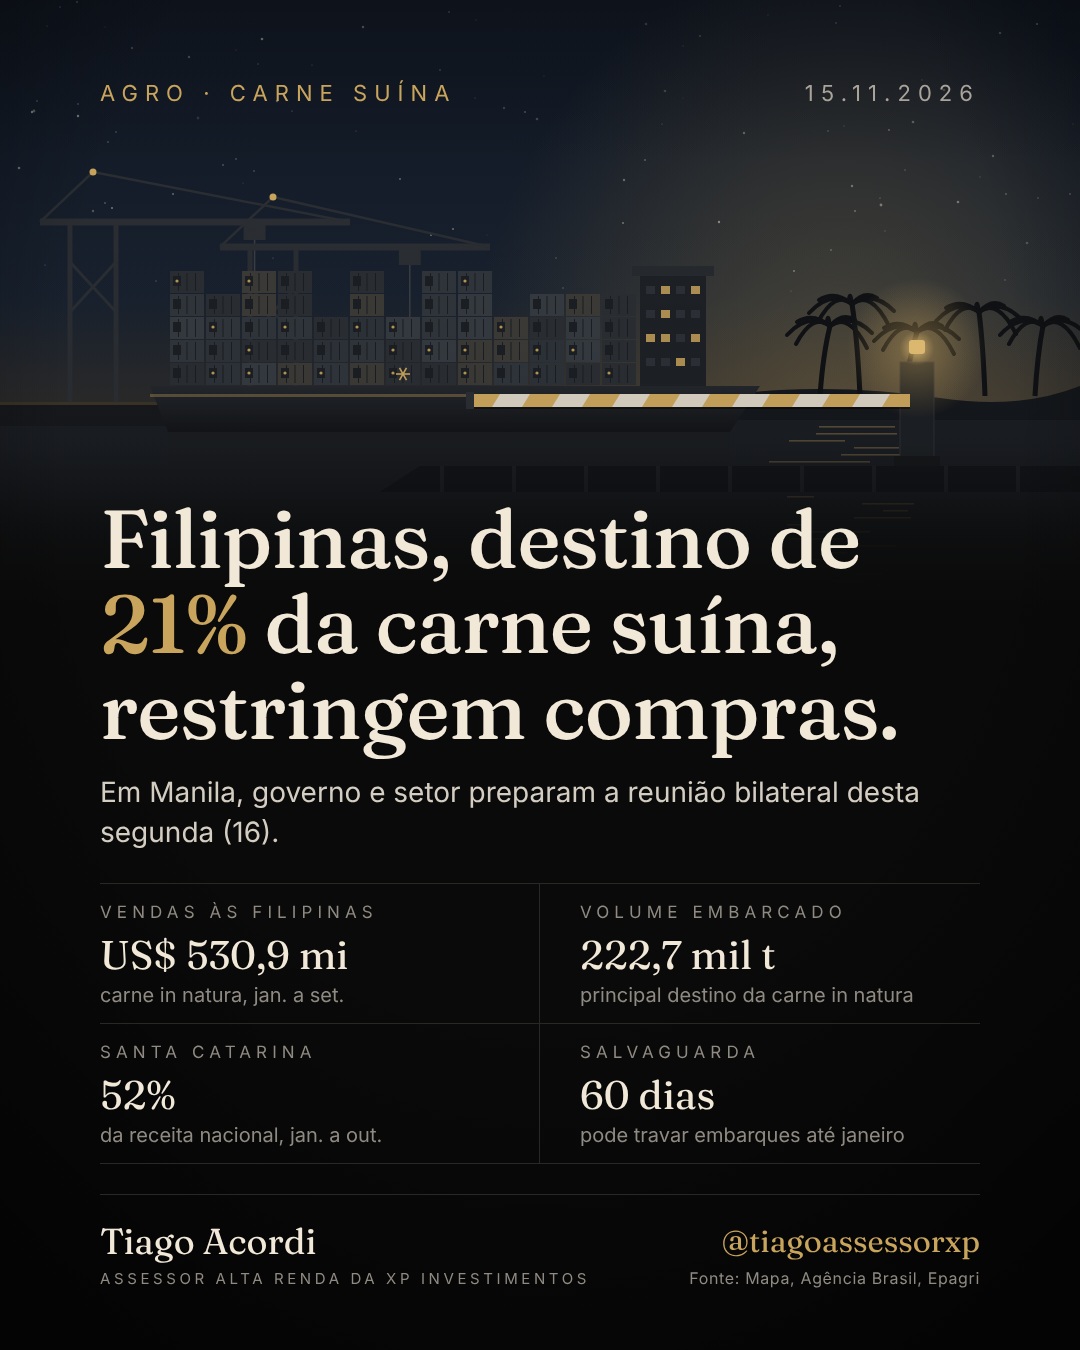 AGRO · CARNE SUÍNA
15.11.2026
Filipinas, destino de
21% da carne suína,
restringem compras.
Em Manila, governo e setor preparam a reunião bilateral desta
segunda (16).
VENDAS ÀS FILIPINAS
US$ 530,9 mi
carne in natura, jan. a set.
VOLUME EMBARCADO
222,7 mil t
principal destino da carne in natura
SANTA CATARINA
52%
da receita nacional, jan. a out.
SALVAGUARDA
60 dias
pode travar embarques até janeiro
Tiago Acordi
ASSESSOR ALTA RENDA DA XP INVESTIMENTOS
@tiagoassessorxp
Fonte: Mapa, Agência Brasil, Epagri